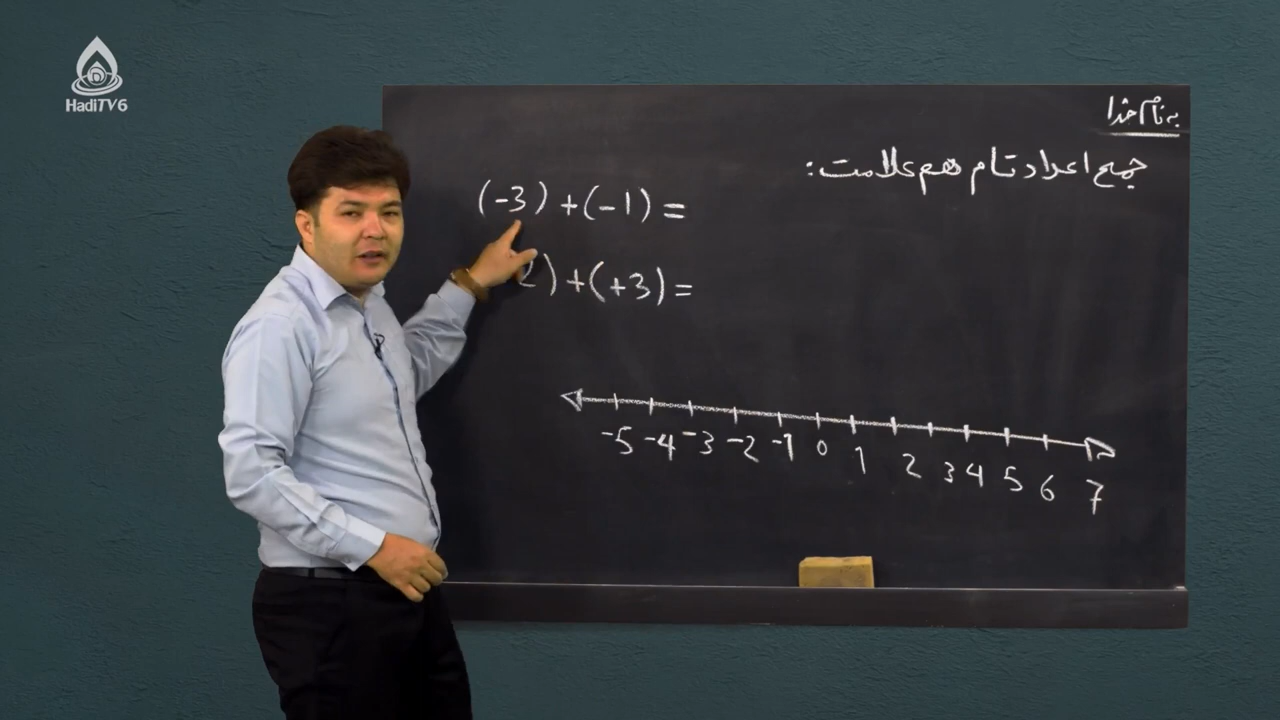 HadiTV6
به نام خدا
جمع اعداد تام هم علامت:
(-3) + (-1) =
2) + (+3) =
-5 -4 -3 -2 -1 0 1 2 3 4 5 6 7